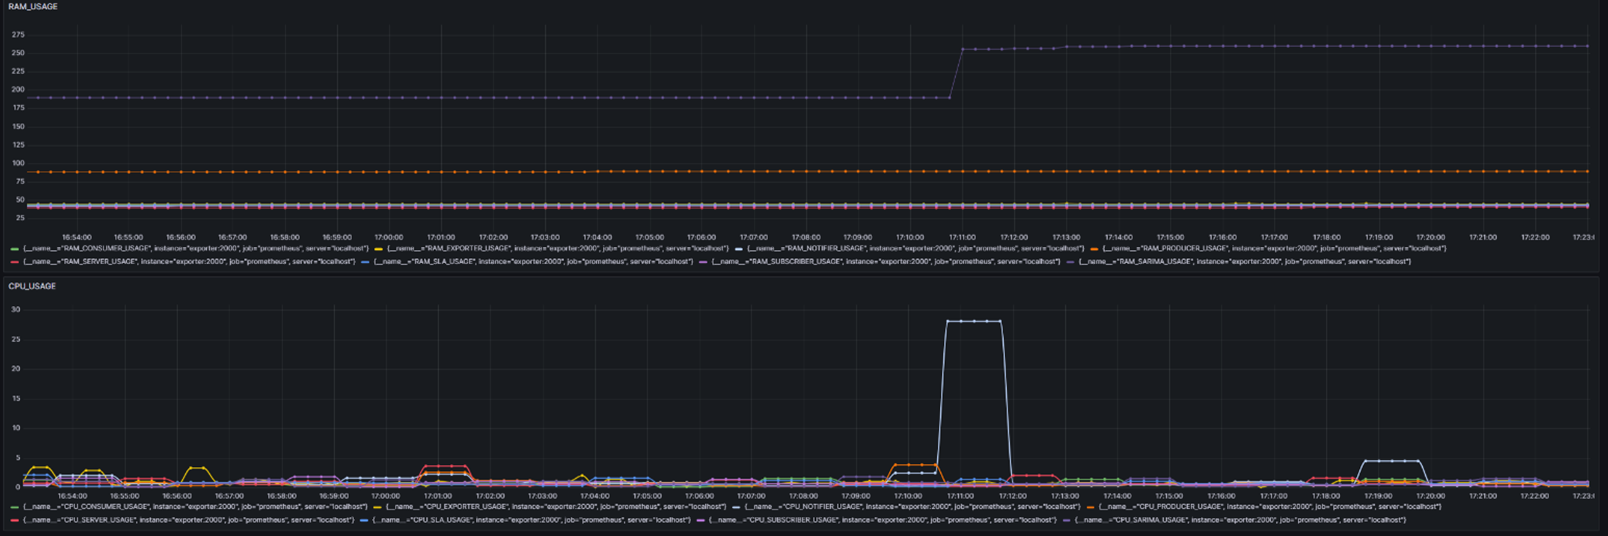 RAM_USAGE
275
250
225
200
175
150
125
100
75
50
25
16:54:00 16:55:00 16:56:00 16:57:00 16:58:00 16:59:00 17:00:00 17:01:00 17:02:00 17:03:00 17:04:00 17:05:00 17:06:00 17:07:00 17:08:00 17:09:00 17:10:00 17:11:00 17:12:00 17:13:00 17:14:00 17:15:00 17:16:00 17:17:00 17:18:00 17:19:00 17:20:00 17:21:00 17:22:00 17:23:
{__name__="RAM_CONSUMER_USAGE", instance="exporter:2000", job="prometheus", server="localhost"} {__name__="RAM_EXPORTER_USAGE", instance="exporter:2000", job="prometheus", server="localhost"} {__name__="RAM_NOTIFIER_USAGE", instance="exporter:2000", job="prometheus", server="localhost"} {__name__="RAM_PRODUCER_USAGE", instance="exporter:2000", job="prometheus", server="localhost"}
{__name__="RAM_SERVER_USAGE", instance="exporter:2000", job="prometheus", server="localhost"} {__name__="RAM_SLA_USAGE", instance="exporter:2000", job="prometheus", server="localhost"} {__name__="RAM_SUBSCRIBER_USAGE", instance="exporter:2000", job="prometheus", server="localhost"} {__name__="RAM_SARIMA_USAGE", instance="exporter:2000", job="prometheus", server="localhost"}
CPU_USAGE
30
25
20
15
10
5
0
16:54:00 16:55:00 16:56:00 16:57:00 16:58:00 16:59:00 17:00:00 17:01:00 17:02:00 17:03:00 17:04:00 17:05:00 17:06:00 17:07:00 17:08:00 17:09:00 17:10:00 17:11:00 17:12:00 17:13:00 17:14:00 17:15:00 17:16:00 17:17:00 17:18:00 17:19:00 17:20:00 17:21:00 17:22:00 17:23:
{__name__="CPU_CONSUMER_USAGE", instance="exporter:2000", job="prometheus", server="localhost"} {__name__="CPU_EXPORTER_USAGE", instance="exporter:2000", job="prometheus", server="localhost"} {__name__="CPU_NOTIFIER_USAGE", instance="exporter:2000", job="prometheus", server="localhost"} {__name__="CPU_PRODUCER_USAGE", instance="exporter:2000", job="prometheus", server="localhost"}
{__name__="CPU_SERVER_USAGE", instance="exporter:2000", job="prometheus", server="localhost"} {__name__="CPU_SLA_USAGE", instance="exporter:2000", job="prometheus", server="localhost"} {__name__="CPU_SUBSCRIBER_USAGE", instance="exporter:2000", job="prometheus", server="localhost"} {__name__="CPU_SARIMA_USAGE", instance="exporter:2000", job="prometheus", server="localhost"}